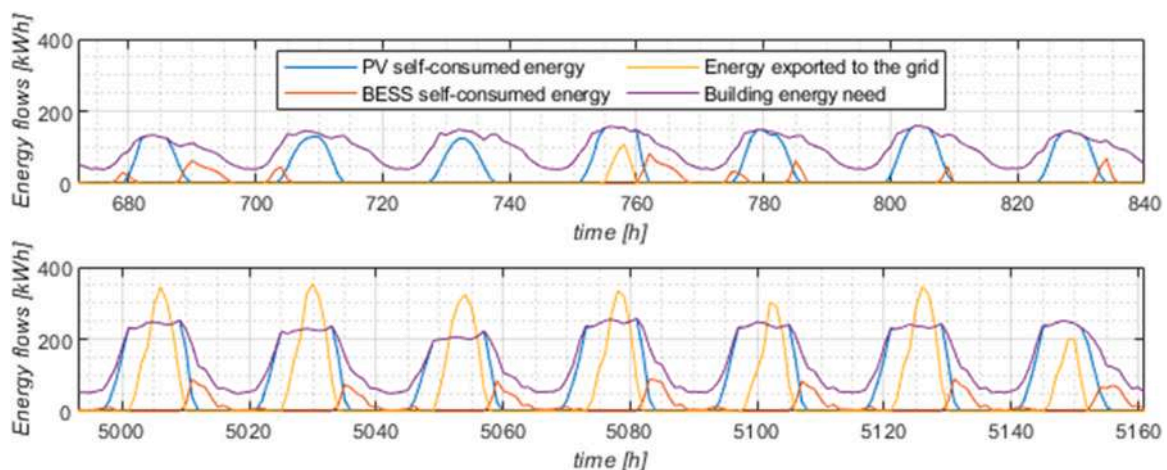 Energy flows [kWh]
400
200
0
PV self-consumed energy
Energy exported to the grid
BESS self-consumed energy
Building energy need
680 700 720 740 760 780 800 820 840
time [h]
Energy flows [kWh]
400
200
0
5000 5020 5040 5060 5080 5100 5120 5140 5160
time [h]